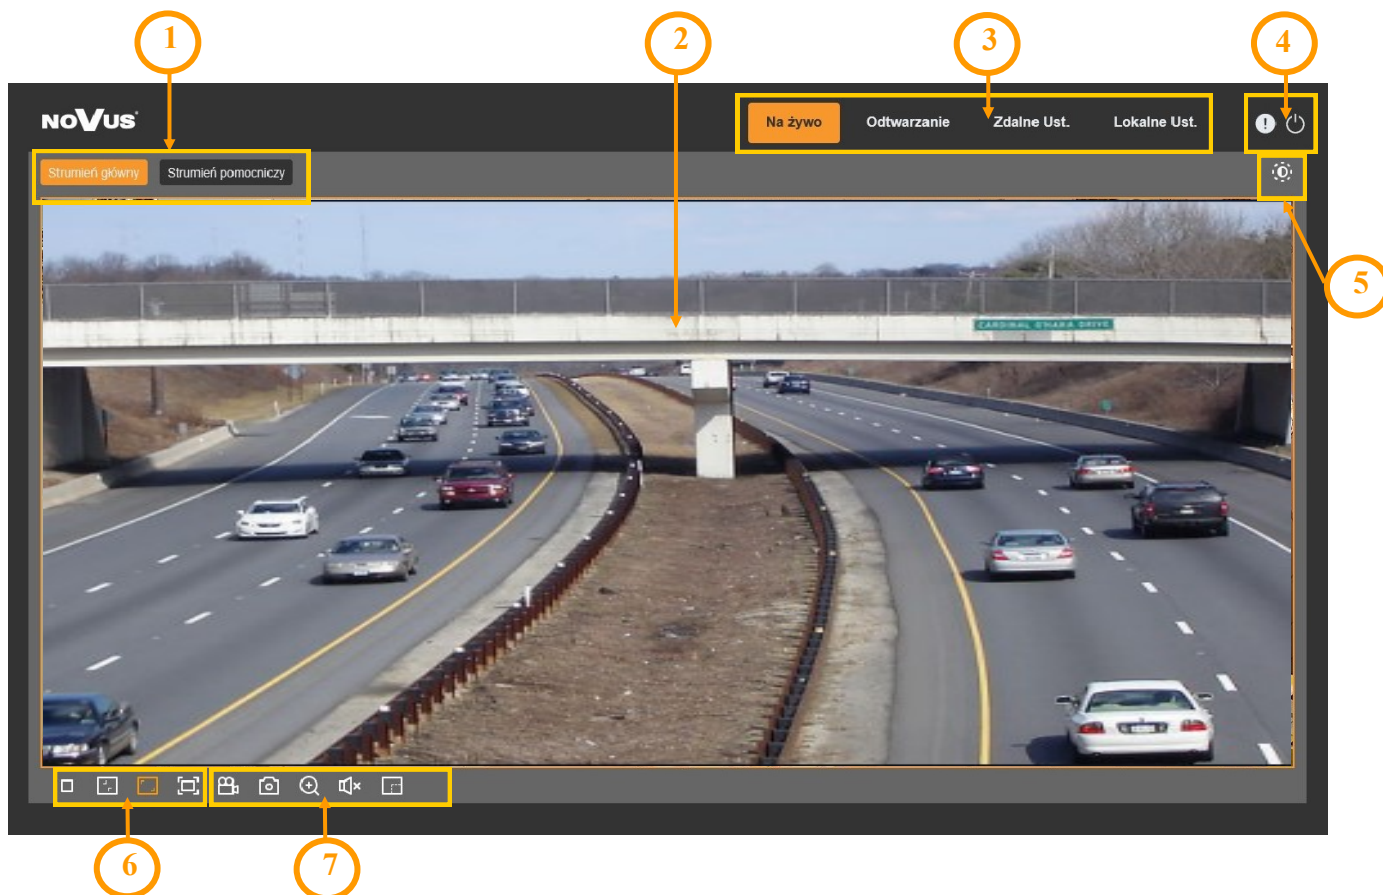 1
2
3
4
NOVUS
Na żywo
Odtwarzanie
Zdalne Ust.
Lokalne Ust.
Strumień główny
Strumień pomocniczy
5
CARDINAL O'HARA DRIVE
6
7